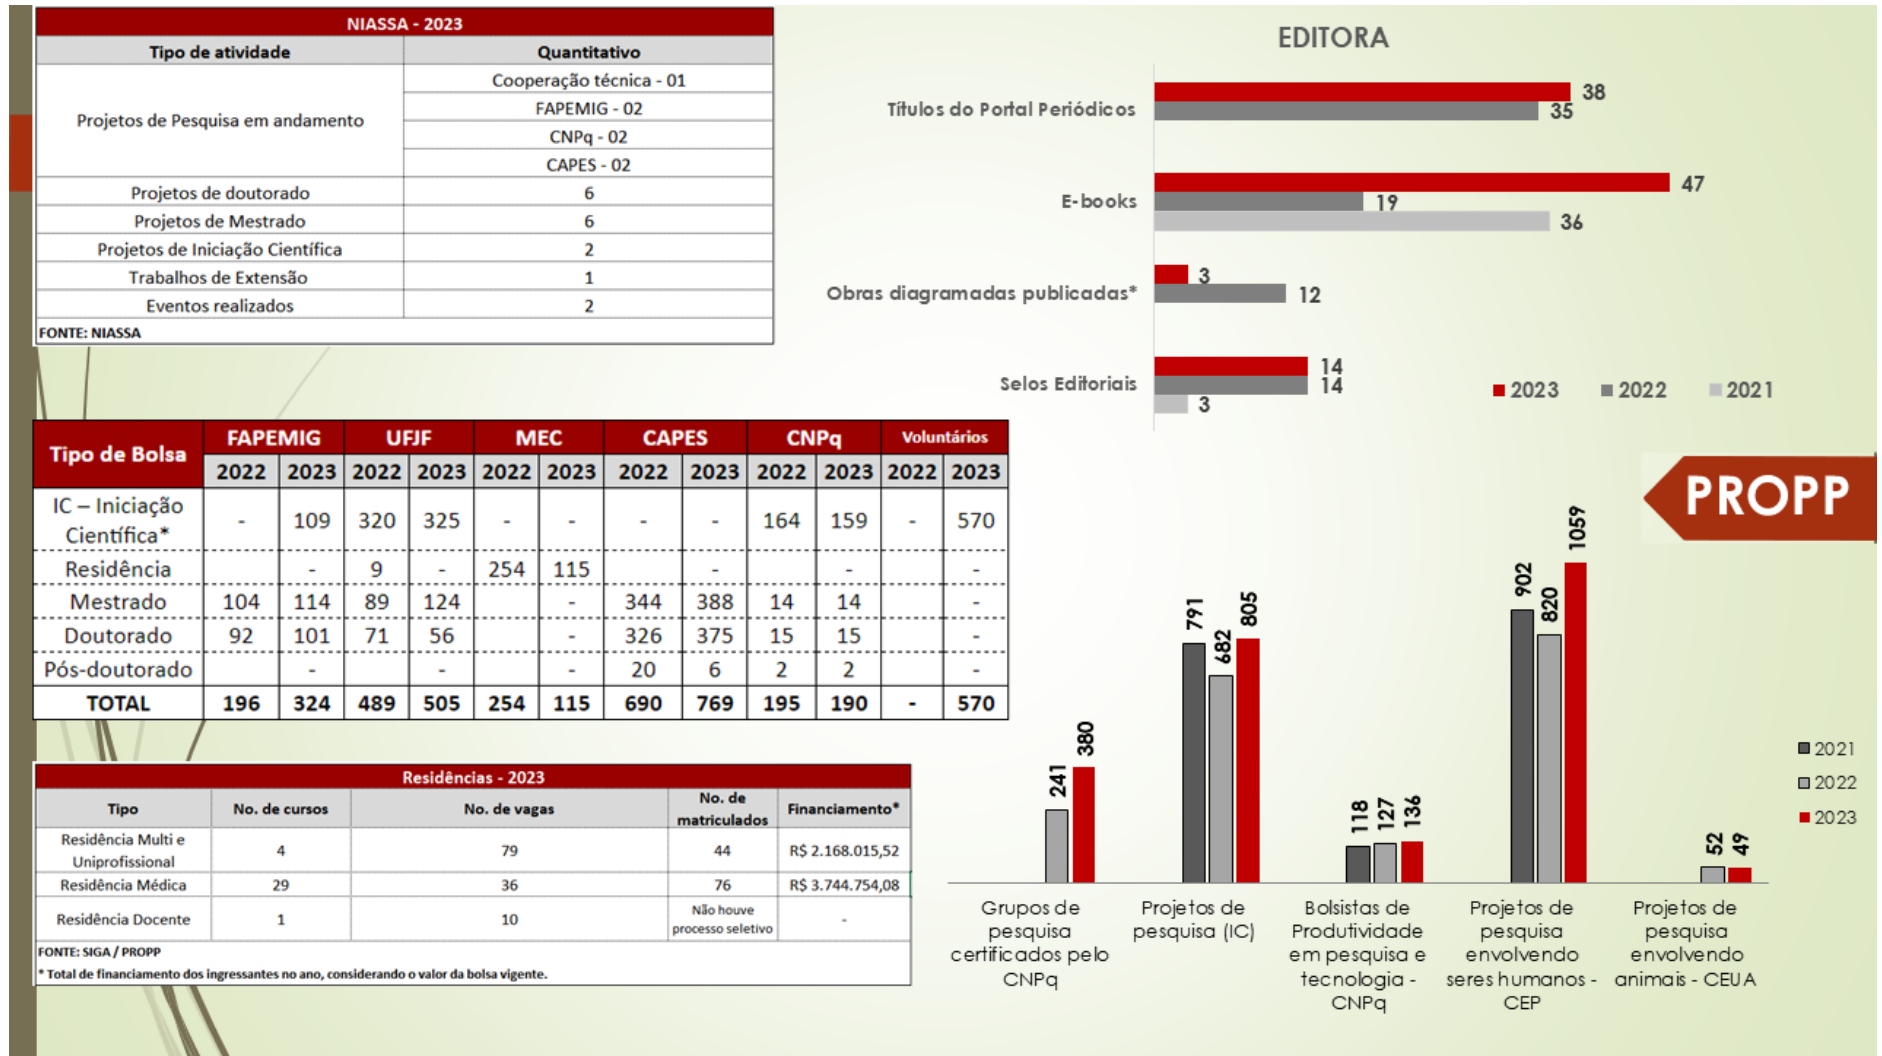 NIASSA - 2023
Tipo de atividade Quantitativo
Projetos de Pesquisa em andamento
Cooperação técnica - 01
FAPEMIG - 02
CNPq - 02
CAPES - 02
Projetos de doutorado 6
Projetos de Mestrado 6
Projetos de Iniciação Científica 2
Trabalhos de Extensão 1
Eventos realizados 2
FONTE: NIASSA
EDITORA
Títulos do Portal Periódicos 38 35
E-books 47 19 36
Obras diagramadas publicadas* 3 12
Selos Editoriais 14 14 3
2023 2022 2021
Tipo de Bolsa FAPEMIG UFJF MEC CAPES CNPq Voluntários
2022 2023 2022 2023 2022 2023 2022 2023 2022 2023 2022 2023
IC – Iniciação
Científica* - 109 320 325 - - - - 164 159 - 570
Residência - 9 - 254 115 - - -
Mestrado 104 114 89 124 - 344 388 14 14 -
Doutorado 92 101 71 56 - 326 375 15 15 -
Pós-doutorado - - - 20 6 2 2 -
TOTAL 196 324 489 505 254 115 690 769 195 190 - 570
PROPP
Residências - 2023
Tipo No. de cursos No. de vagas No. de
matriculados Financiamento*
Residência Multi e
Uniprofissional 4 79 44 R$ 2.168.015,52
Residência Médica 29 36 76 R$ 3.744.754,08
Residência Docente 1 10 Não houve
processo seletivo -
FONTE: SIGA / PROPP
* Total de financiamento dos ingressantes no ano, considerando o valor da bolsa vigente.
241 380
791 682 805
118 127 136
902 820 1059
52 49
2021
2022
2023
Grupos de
pesquisa
certificados pelo
CNPq
Projetos de
pesquisa (IC)
Bolsistas de
Produtividade
em pesquisa e
tecnologia -
CNPq
Projetos de
pesquisa
envolvendo
seres humanos -
CEP
Projetos de
pesquisa
envolvendo
animais - CEUA